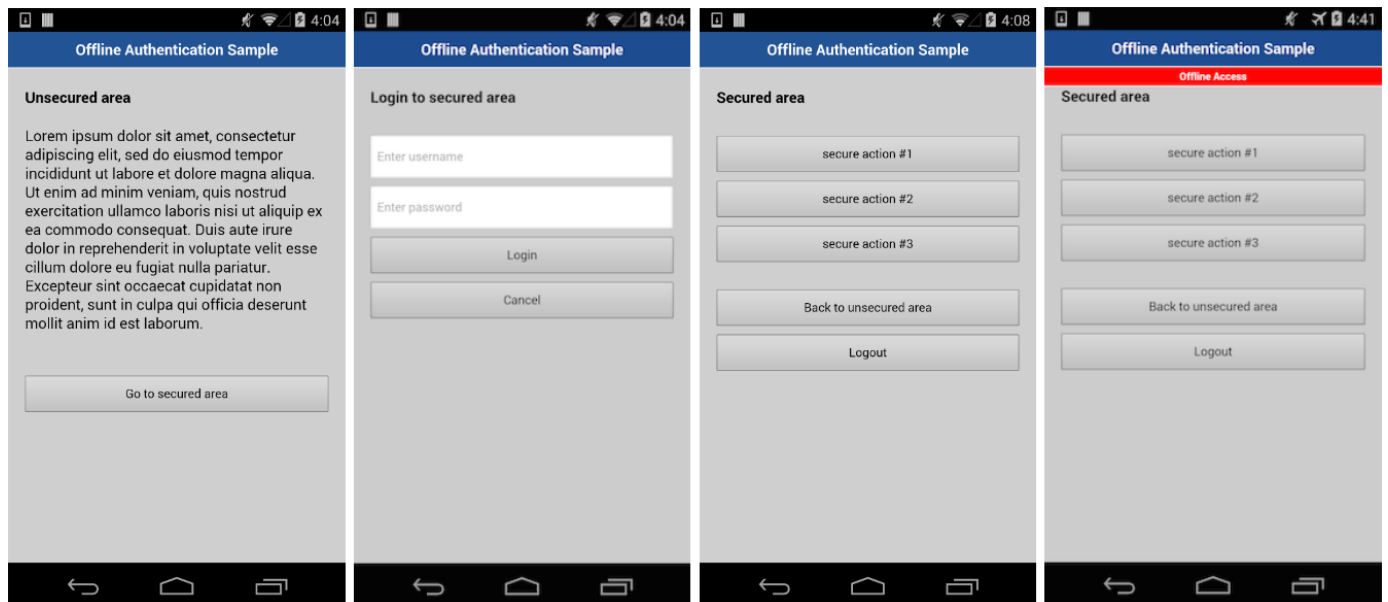 4:04
Offline Authentication Sample
Unsecured area
Lorem ipsum dolor sit amet, consectetur
adipiscing elit, sed do eiusmod tempor
incididunt ut labore et dolore magna aliqua.
Ut enim ad minim veniam, quis nostrud
exercitation ullamco laboris nisi ut aliquip ex
ea commodo consequat. Duis aute irure
dolor in reprehenderit in voluptate velit esse
cillum dolore eu fugiat nulla pariatur.
Excepteur sint occaecat cupidatat non
proident, sunt in culpa qui officia deserunt
mollit anim id est laborum.
Go to secured area
4:04
Offline Authentication Sample
Login to secured area
Enter username
Enter password
Login
Cancel
4:08
Offline Authentication Sample
Secured area
secure action #1
secure action #2
secure action #3
Back to unsecured area
Logout
4:41
Offline Authentication Sample
Offline Access
Secured area
secure action #1
secure action #2
secure action #3
Back to unsecured area
Logout